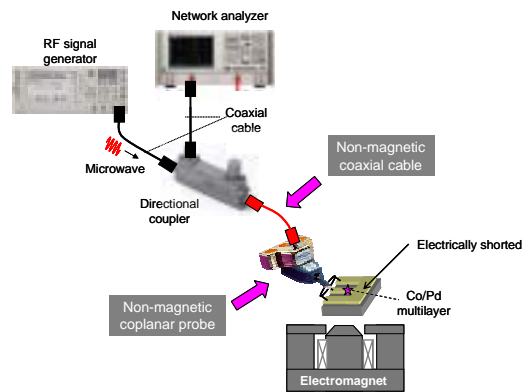 Network analyzer
RF signal
generator
Coaxial
cable
Microwave
Non-magnetic
coaxial cable
Directional
coupler
Electrically shorted
Non-magnetic
coplanar probe
Co/Pd
multilayer
Electromagnet